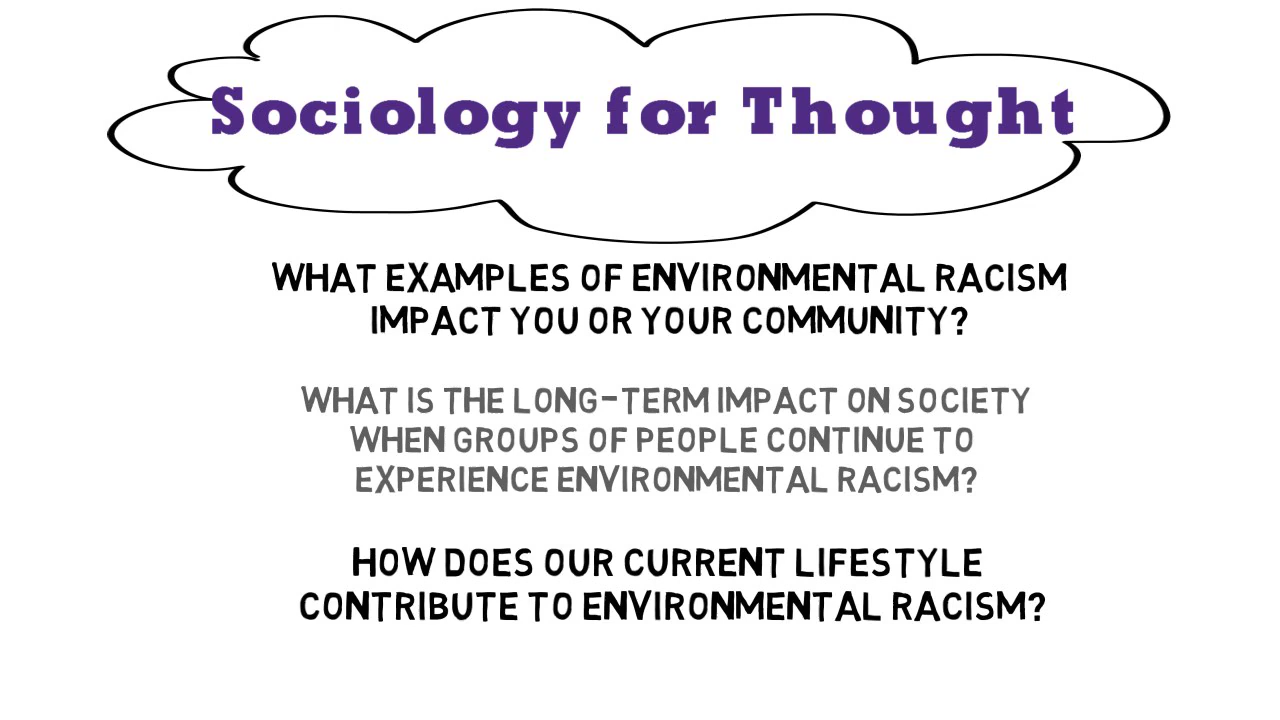 Sociology for Thought
WHAT EXAMPLES OF ENVIRONMENTAL RACISM
IMPACT YOU OR YOUR COMMUNITY?
WHAT IS THE LONG-TERM IMPACT ON SOCIETY
WHEN GROUPS OF PEOPLE CONTINUE TO
EXPERIENCE ENVIRONMENTAL RACISM?
HOW DOES OUR CURRENT LIFESTYLE
CONTRIBUTE TO ENVIRONMENTAL RACISM?